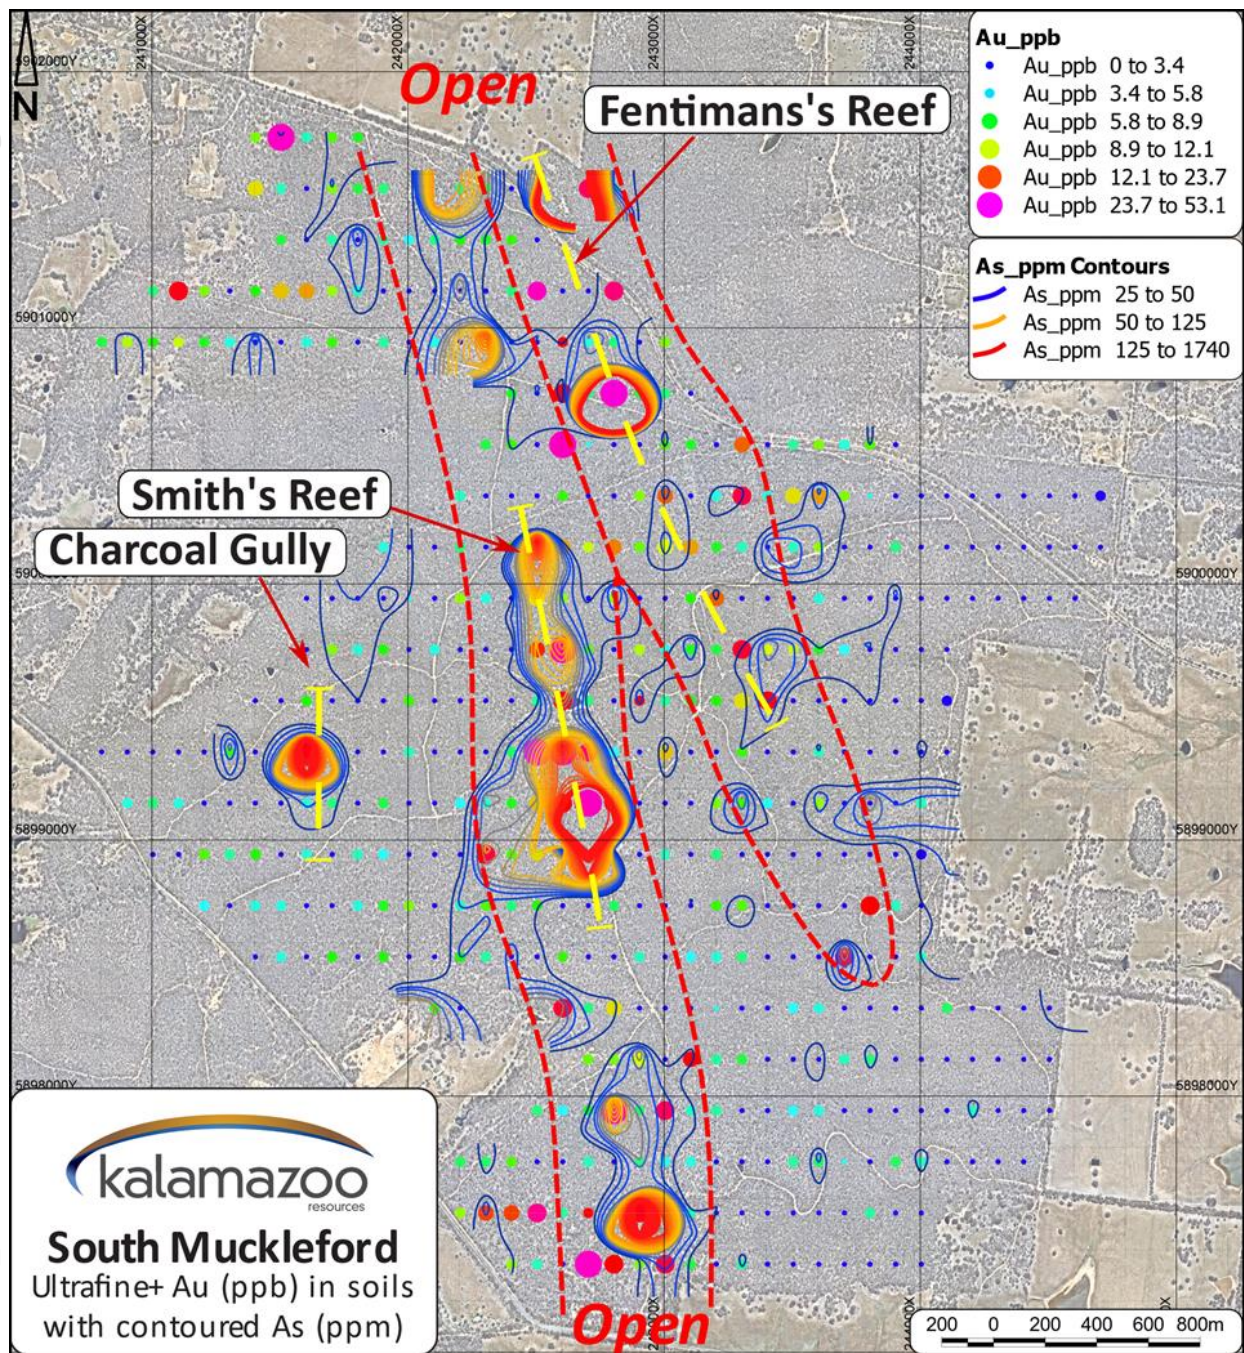 5902000Y
241000X
242000X
243000X
244000X
N
Open
Fentimans's Reef
Au_ppb
Au_ppb 0 to 3.4
Au_ppb 3.4 to 5.8
Au_ppb 5.8 to 8.9
Au_ppb 8.9 to 12.1
Au_ppb 12.1 to 23.7
Au_ppb 23.7 to 53.1
As_ppm Contours
As_ppm 25 to 50
As_ppm 50 to 125
As_ppm 125 to 1740
5901000Y
Smith's Reef
Charcoal Gully
5900000Y
5899000Y
5898000Y
kalamazoo
resources
South Muckleford
Ultrafine+ Au (ppb) in soils
with contoured As (ppm)
Open
200 0 200 400 600 800m